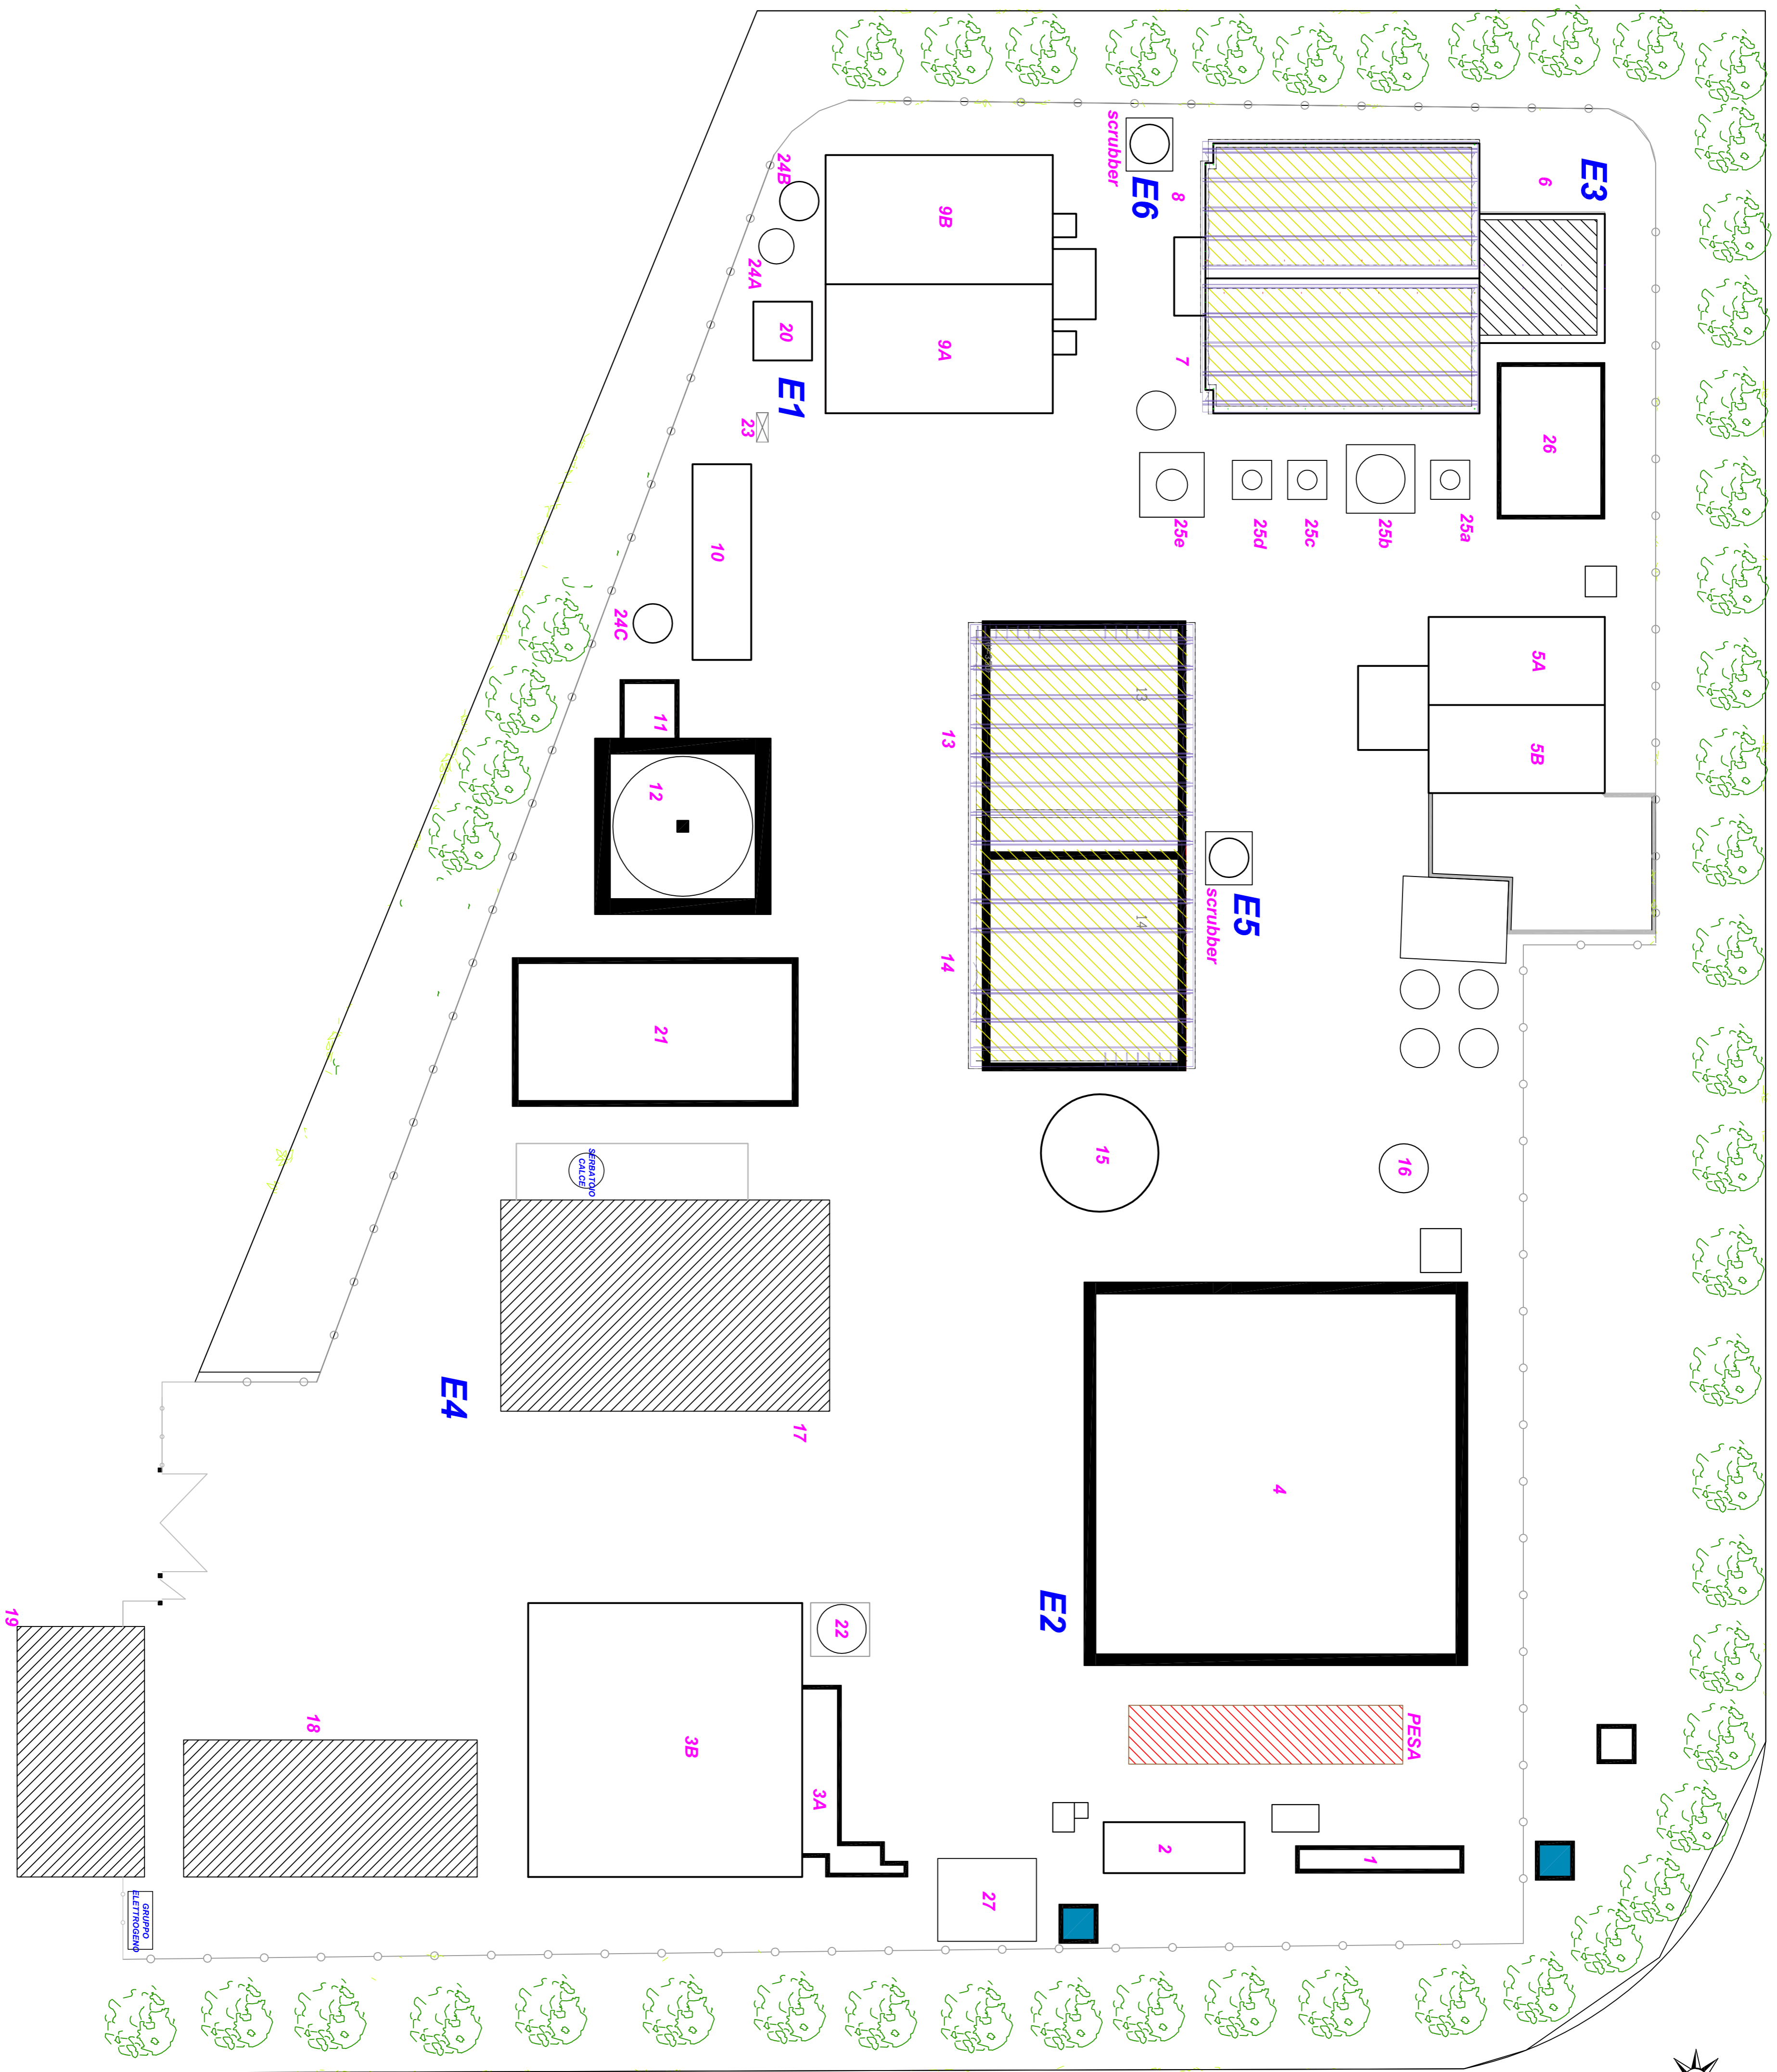 E3
6
scrubber
E6
8
24B
9B
24A
20
9A
7
E1
23
26
25a
25b
25c
25d
25e
10
24C
5A
11
13
13
5B
12
E5
scrubber
14
14
21
15
16
SERBATOIO
CALCE
E4
17
4
E2
19
22
18
3B
PESA
3A
2
1
27
GRUPPO
ELETTROGENO